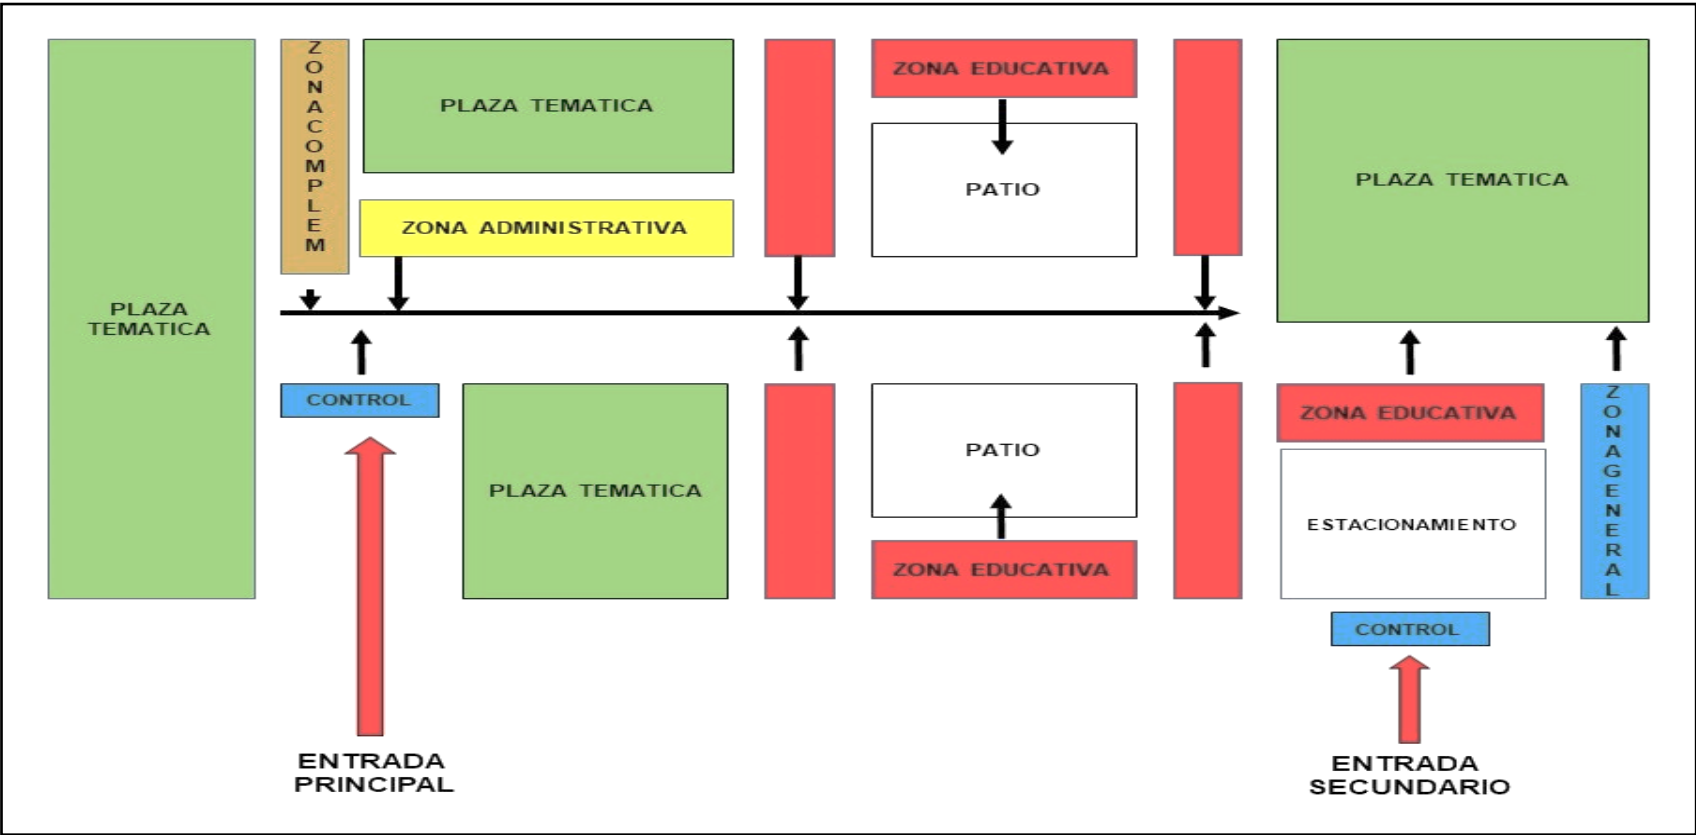 PLAZA
TEMATICA
ZONACOMPLEM
PLAZA TEMATICA
ZONA ADMINISTRATIVA
ZONA EDUCATIVA
PATIO
PLAZA TEMATICA
CONTROL
PLAZA TEMATICA
PATIO
ZONA EDUCATIVA
ZONA EDUCATIVA
ESTACIONAMIENTO
ZONAGENERAL
CONTROL
ENTRADA
PRINCIPAL
ENTRADA
SECUNDARIO